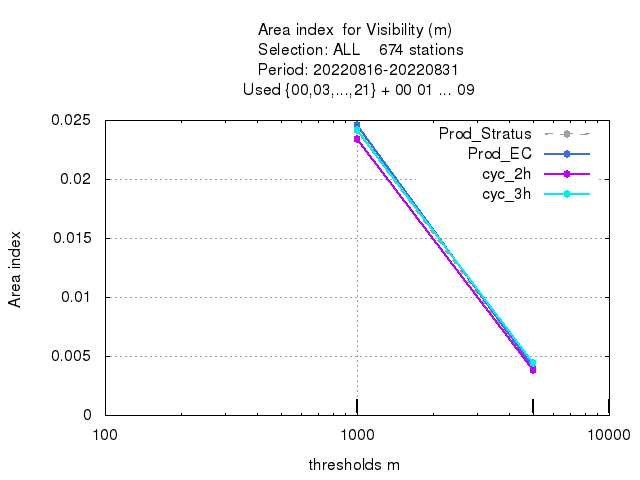 Area index  for Visibility (m)
Selection: ALL    674 stations
Period: 20220816-20220831
Used {00,03,...,21} + 00 01 ... 09
0.025
0.02
0.015
0.01
0.005
0
Area index
Prod_Stratus
Prod_EC
cyc_2h
cyc_3h
100
1000
10000
thresholds m